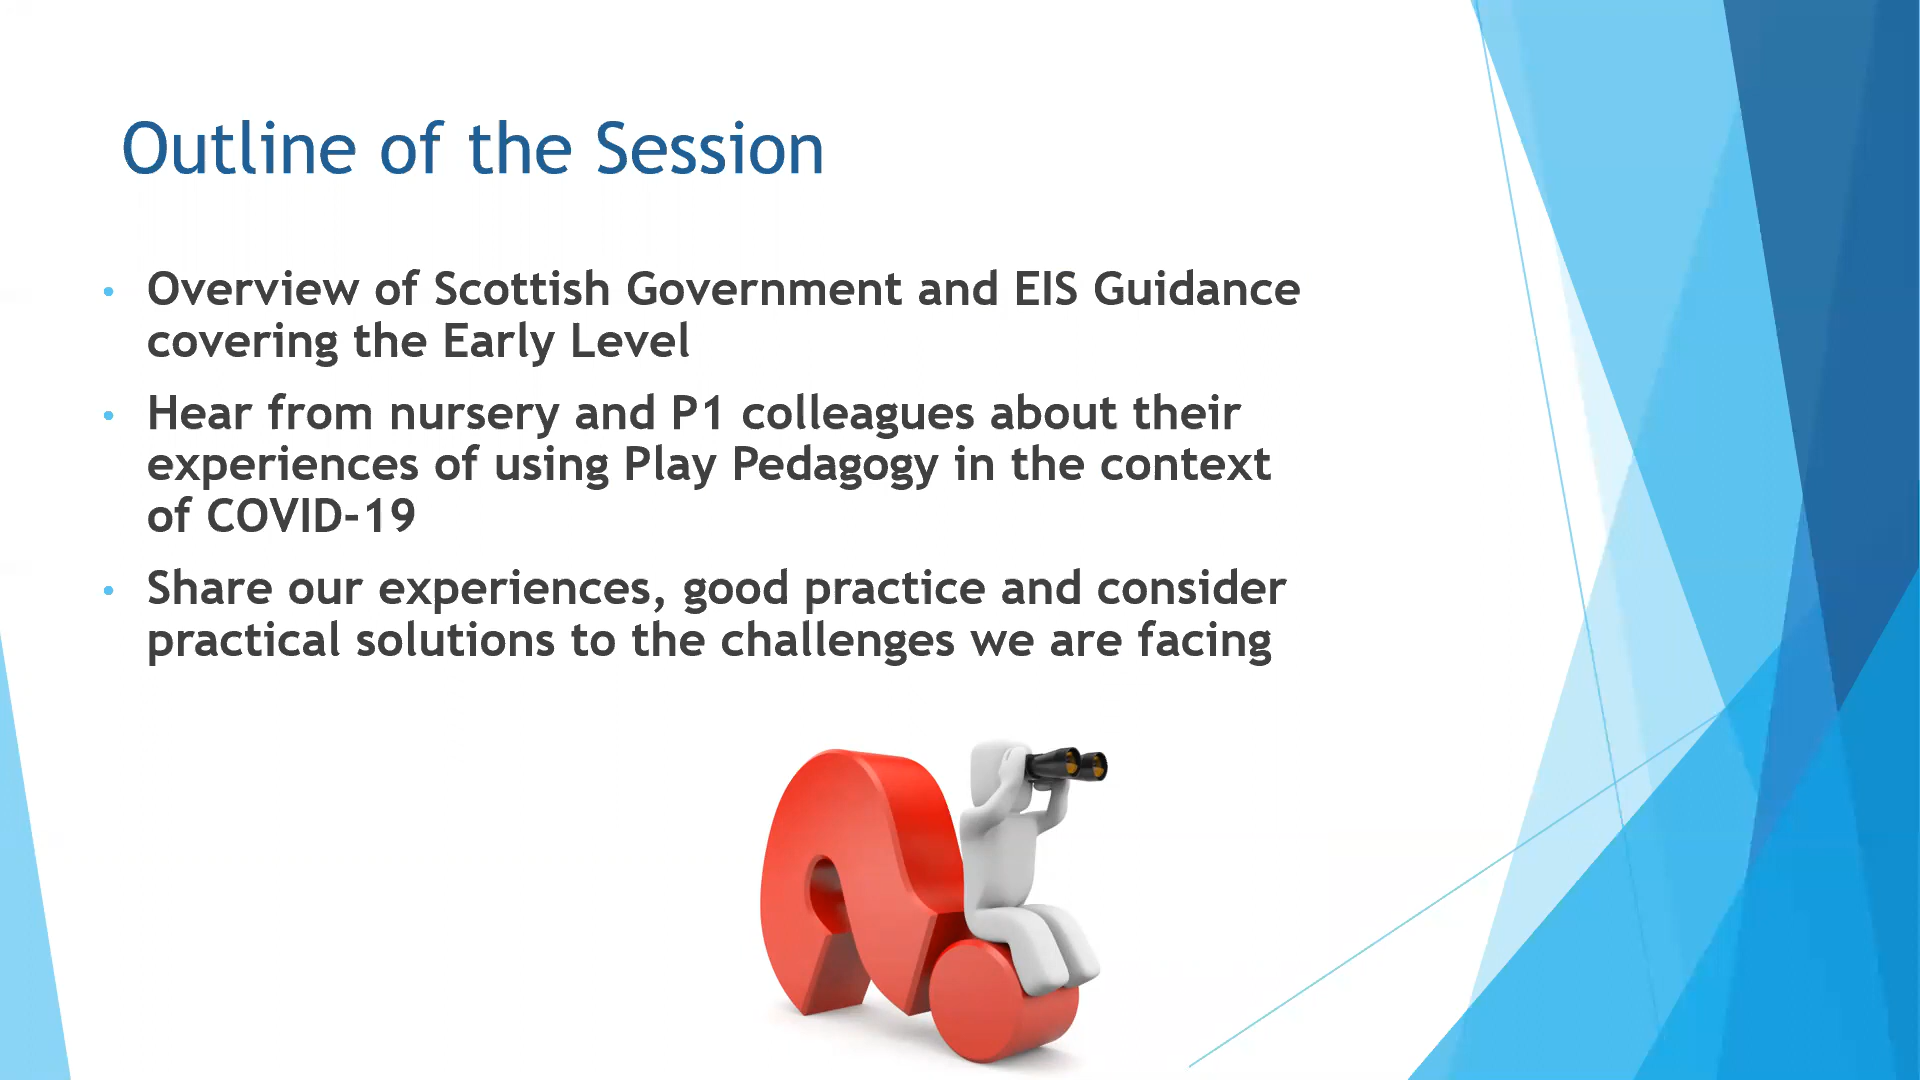 Outline of the Session
• Overview of Scottish Government and EIS Guidance
covering the Early Level
• Hear from nursery and P1 colleagues about their
experiences of using Play Pedagogy in the context
of COVID-19
• Share our experiences, good practice and consider
practical solutions to the challenges we are facing